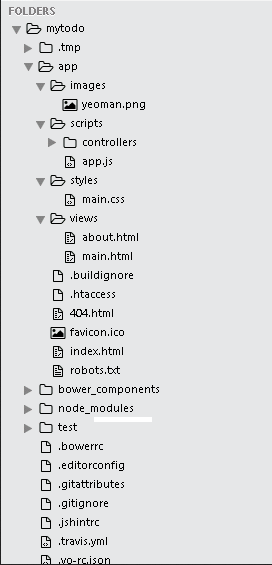 FOLDERS
mytodo
.tmp
app
images
yeoman.png
scripts
controllers
app.js
styles
main.css
views
about.html
main.html
.buildignore
.htaccess
404.html
favicon.ico
index.html
robots.txt
bower_components
node_modules
test
.bowerrc
.editorconfig
.gitattributes
.gitignore
.jshintrc
.travis.yml
.yo-rc.json